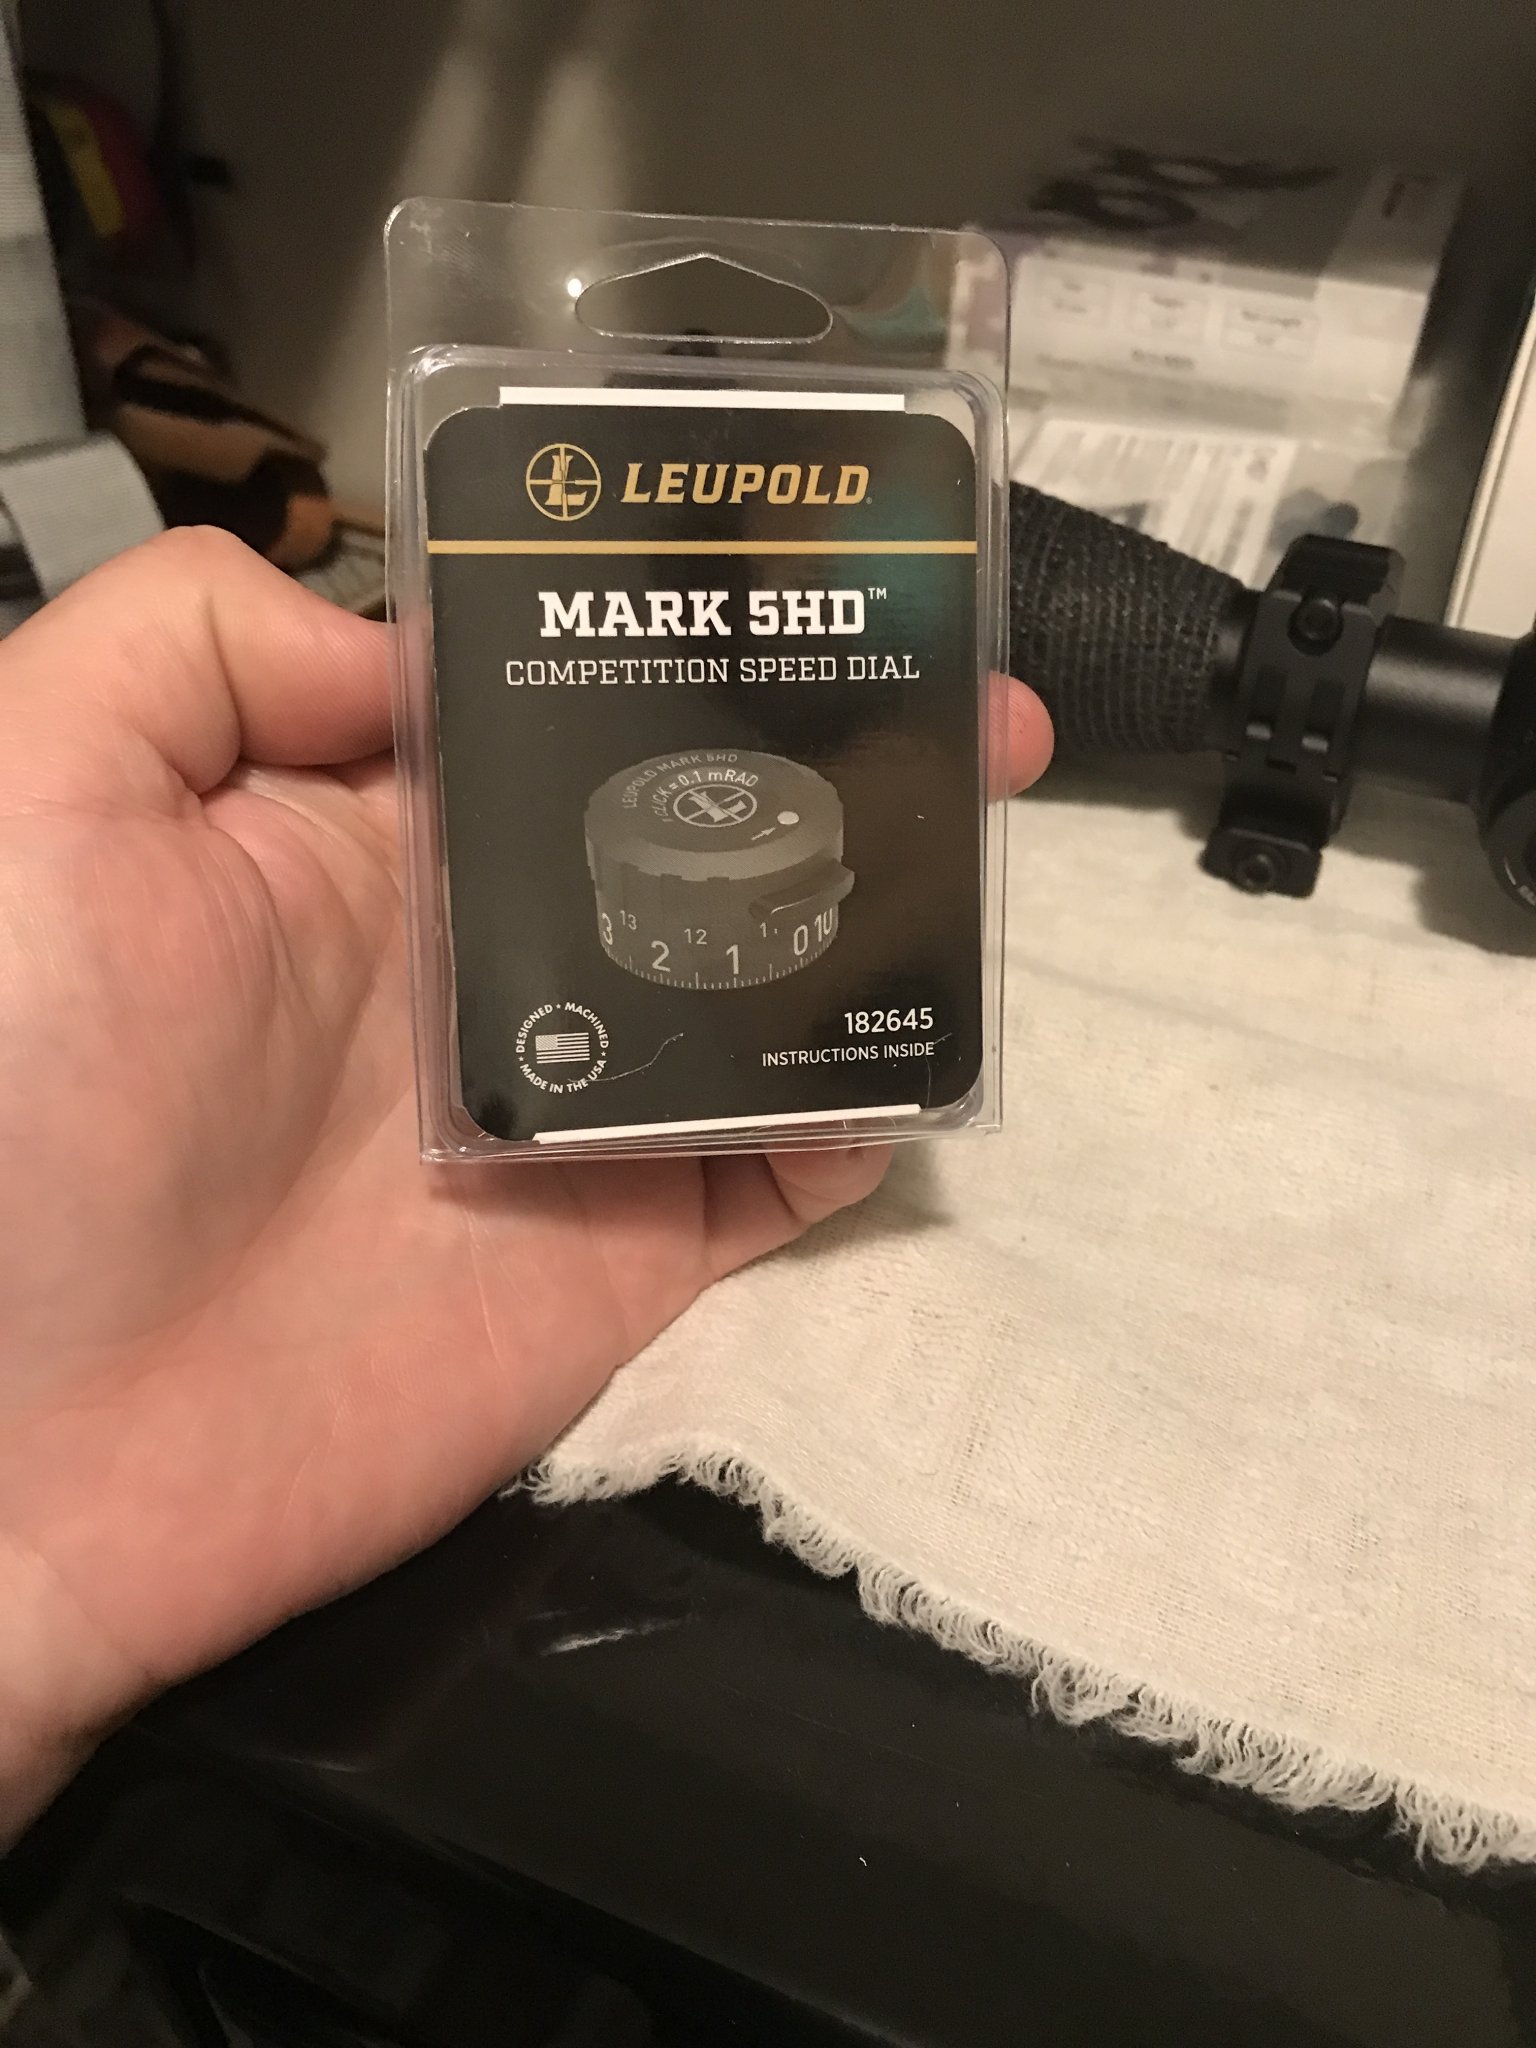 LEUPOLD®
MARK 5HD™
COMPETITION SPEED DIAL
LEUPOLD MARK 5HD
1 CLICK = 0.1 mRAD
3 13 2 12 1 0 10
182645
INSTRUCTIONS INSIDE
DESIGNED * MACHINED * MADE IN THE USA *